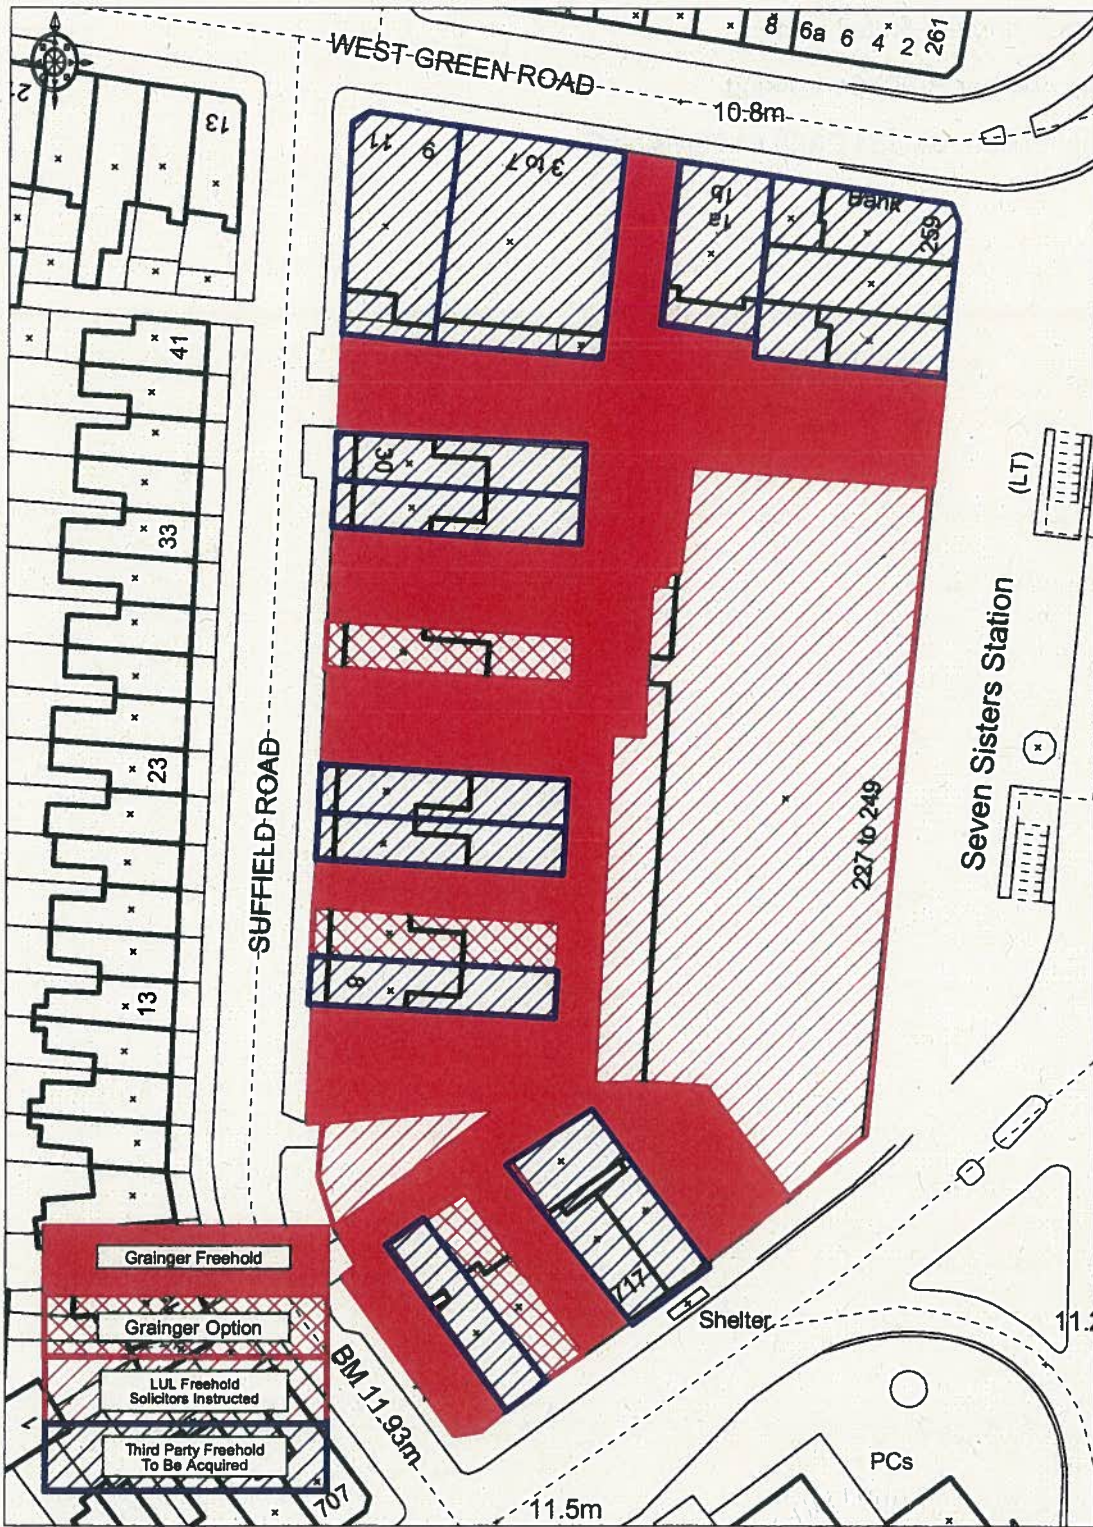 WEST GREEN ROAD
8
6a
6
4
2
261
10.8m
13
11
9
3 to 7
1b
1a
Bank
259
41
30
33
(LT)
Seven Sisters Station
23
SUFFIELD ROAD
227 to 249
13
8
717
Shelter
Grainger Freehold
Grainger Option
LUL Freehold
Solicitors Instructed
Third Party Freehold
To Be Acquired
BM 11.93m
1
707
11.5m
PCs